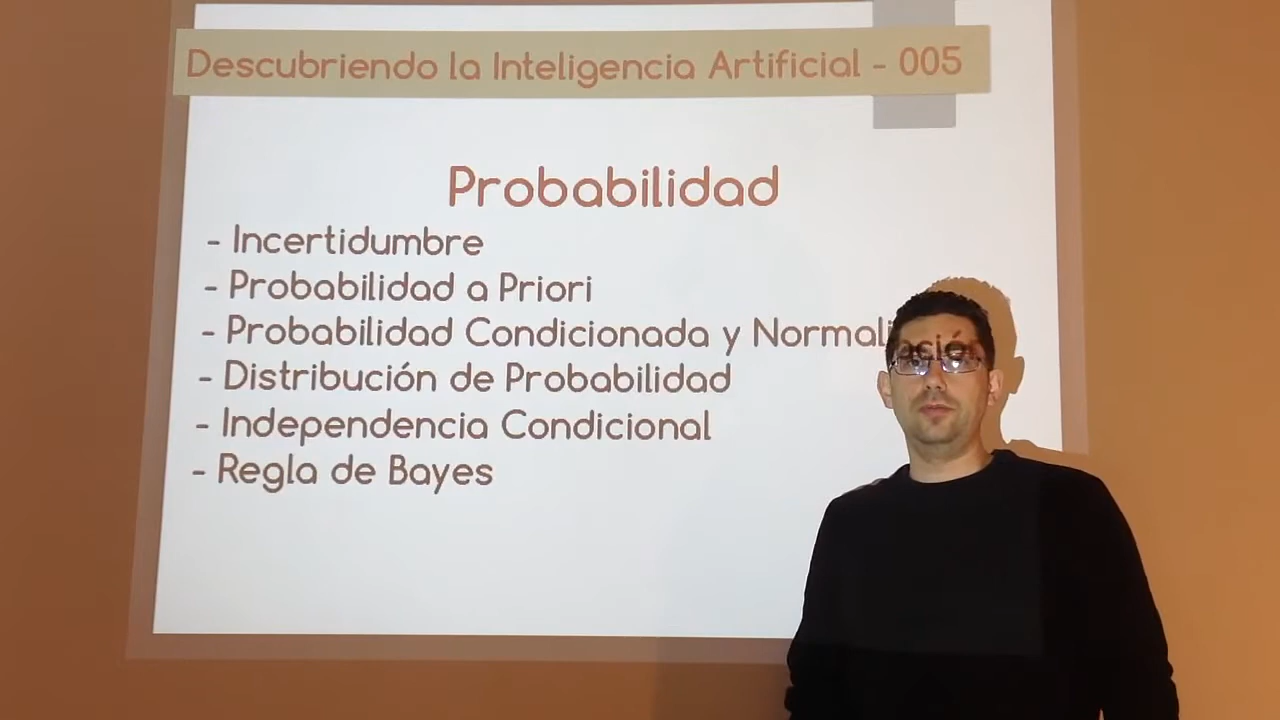 Descubriendo la Inteligencia Artificial - 005
Probabilidad
- Incertidumbre
- Probabilidad a Priori
- Probabilidad Condicionada y Normalización
- Distribución de Probabilidad
- Independencia Condicional
- Regla de Bayes